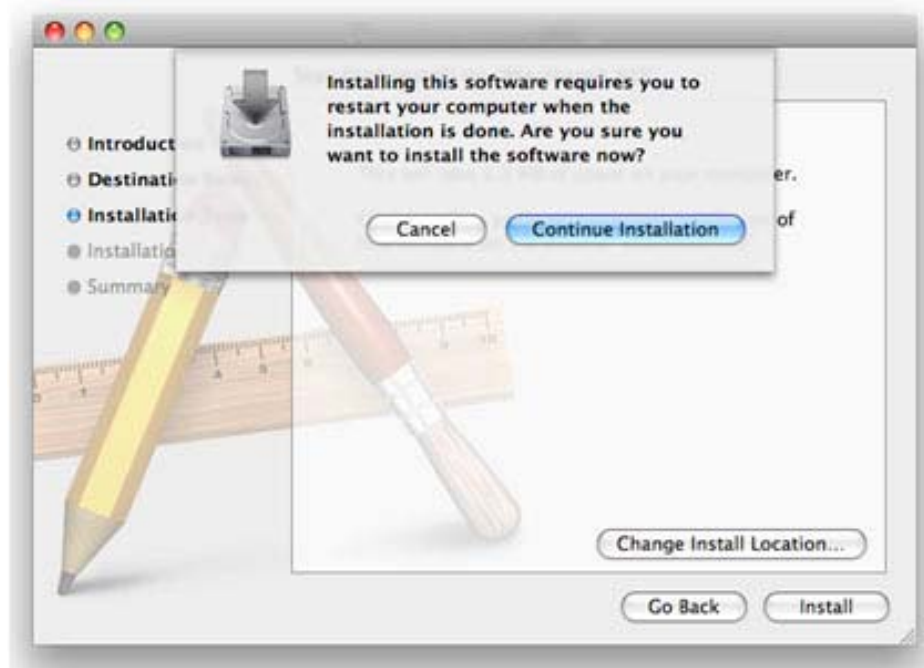 Installing this software requires you to
restart your computer when the
installation is done. Are you sure you
want to install the software now?
Cancel
Continue Installation
Introduct
Destinati
Installati
Installatio
Summary
er.
of
Change Install Location...
Go Back
Install